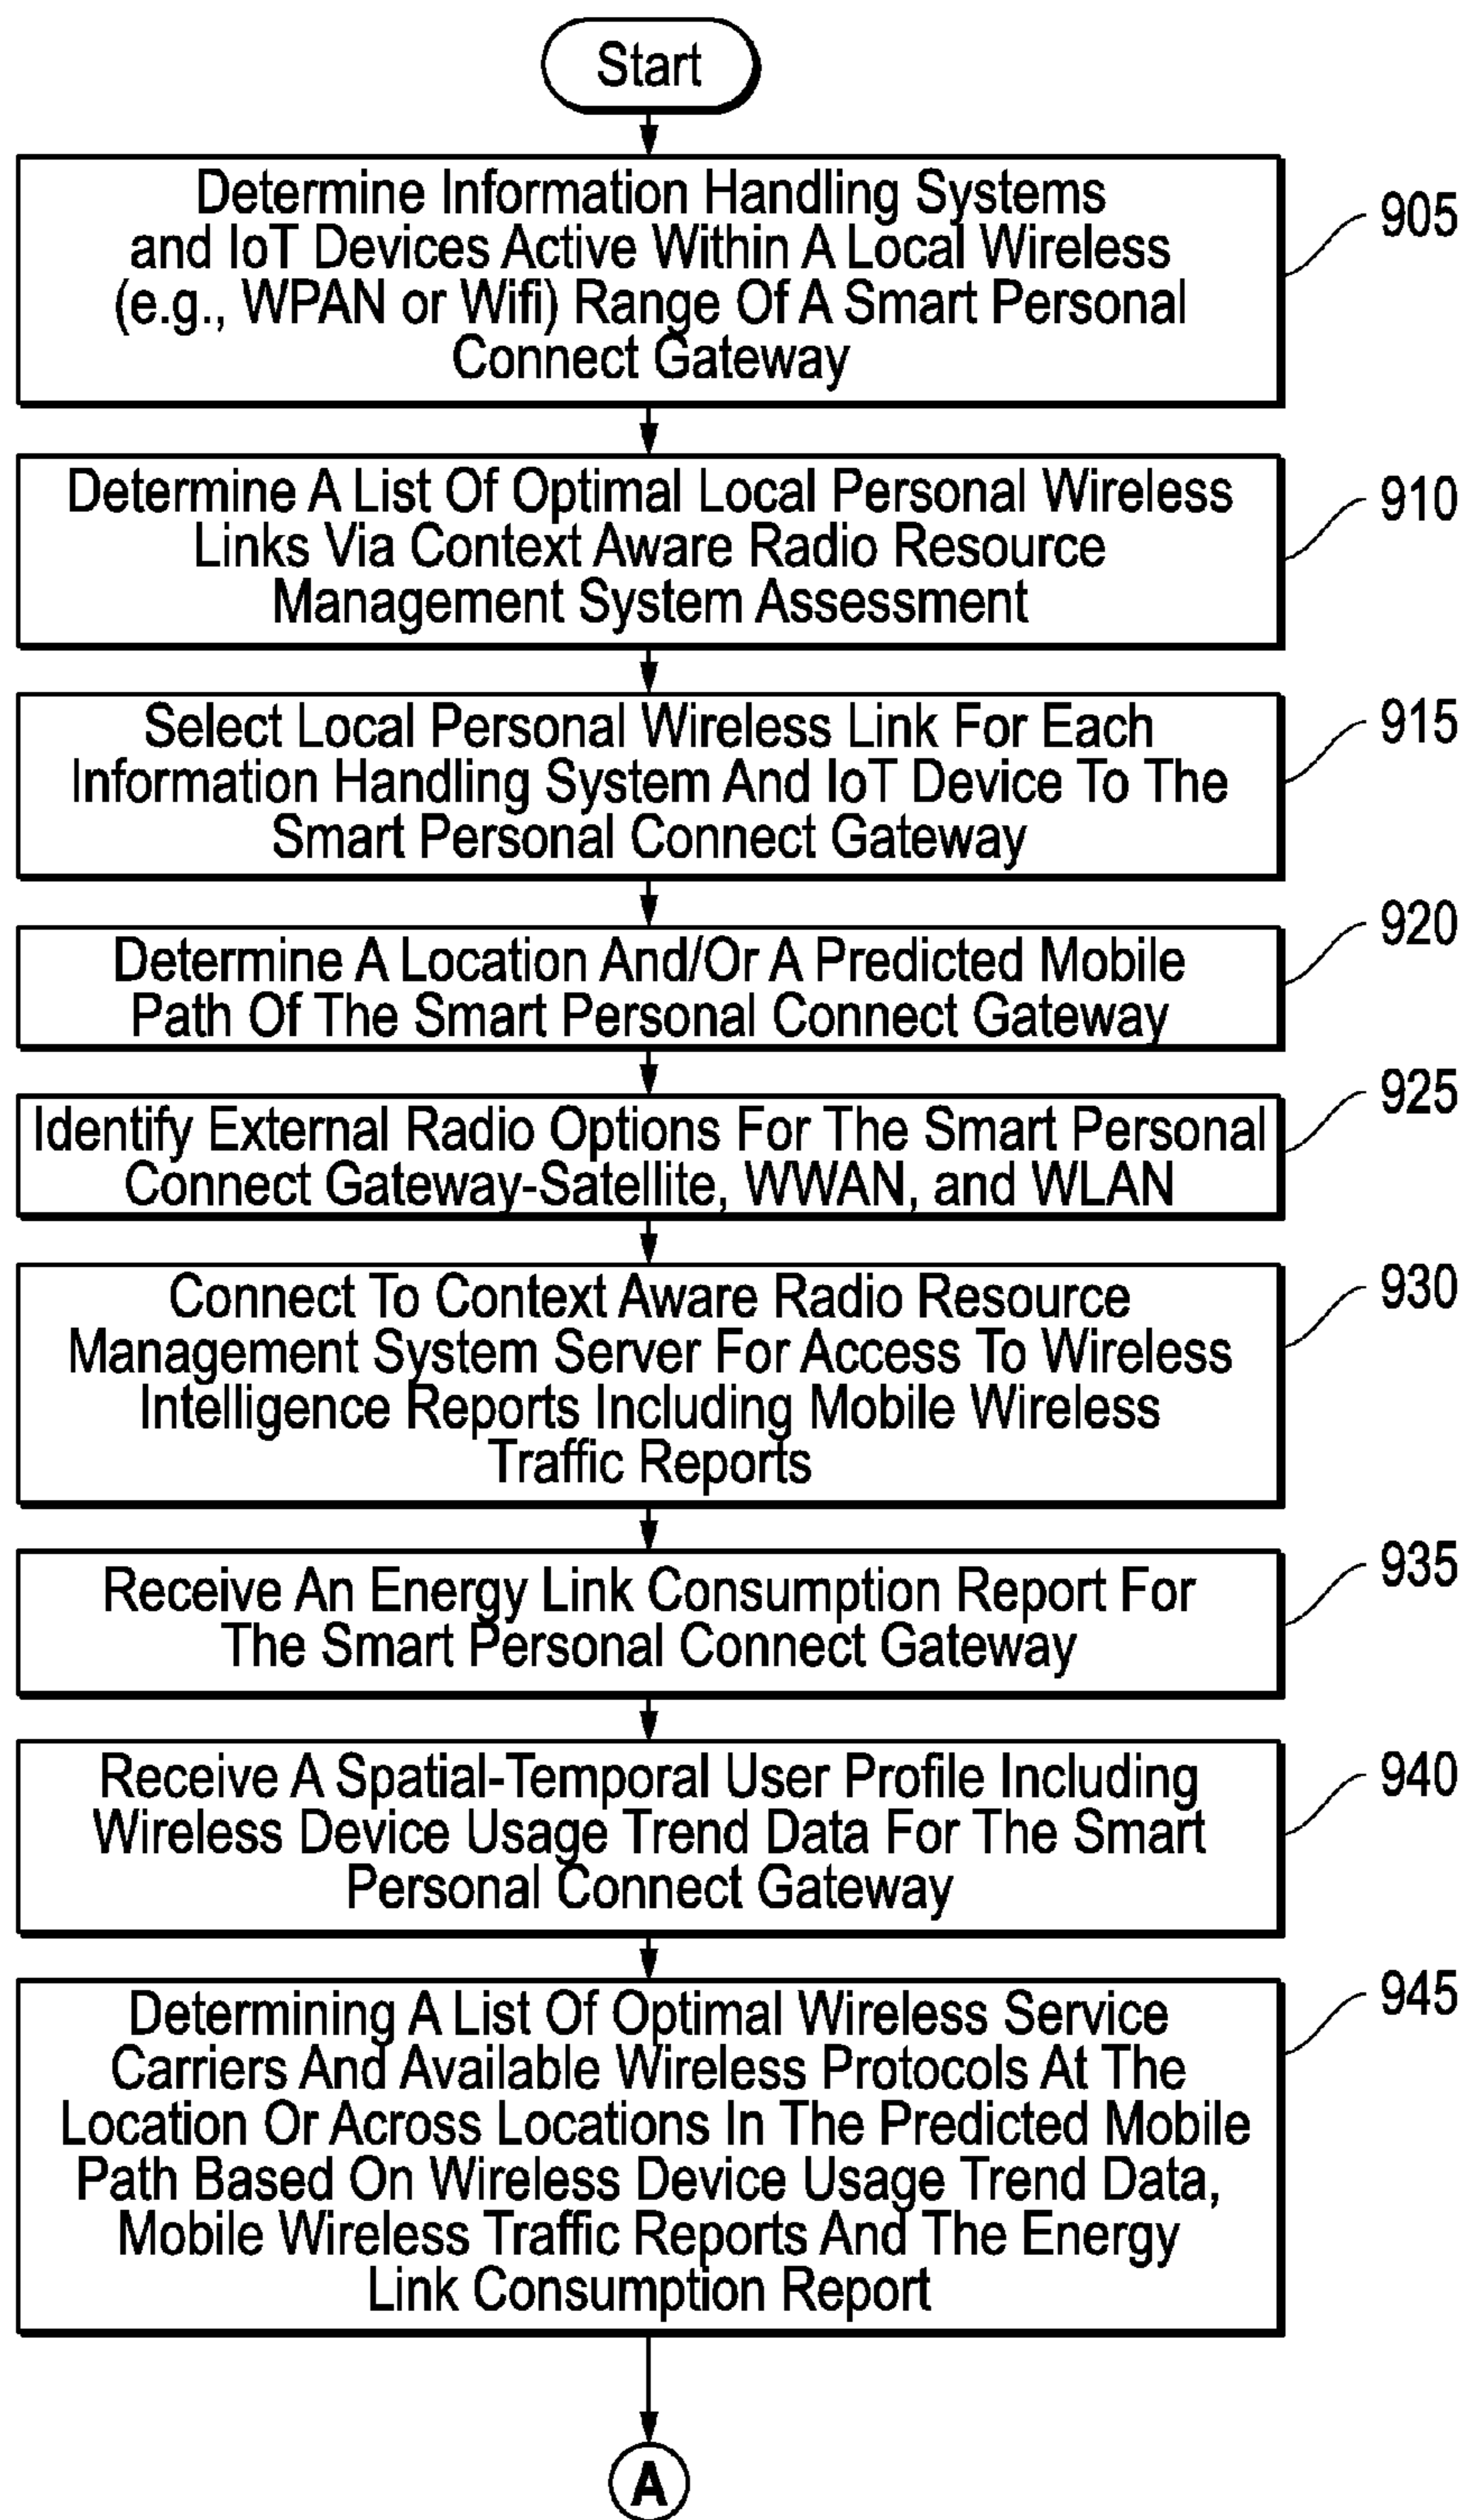 Start
Determine Information Handling Systems
and IoT Devices Active Within A Local Wireless
(e.g., WPAN or Wifi) Range Of A Smart Personal
Connect Gateway
905
Determine A List Of Optimal Local Personal Wireless
Links Via Context Aware Radio Resource
Management System Assessment
910
Select Local Personal Wireless Link For Each
Information Handling System And IoT Device To The
Smart Personal Connect Gateway
915
Determine A Location And/Or A Predicted Mobile
Path Of The Smart Personal Connect Gateway
920
Identify External Radio Options For The Smart Personal
Connect Gateway-Satellite, WWAN, and WLAN
925
Connect To Context Aware Radio Resource
Management System Server For Access To Wireless
Intelligence Reports Including Mobile Wireless
Traffic Reports
930
Receive An Energy Link Consumption Report For
The Smart Personal Connect Gateway
935
Receive A Spatial-Temporal User Profile Including
Wireless Device Usage Trend Data For The Smart
Personal Connect Gateway
940
Determining A List Of Optimal Wireless Service
Carriers And Available Wireless Protocols At The
Location Or Across Locations In The Predicted Mobile
Path Based On Wireless Device Usage Trend Data,
Mobile Wireless Traffic Reports And The Energy
Link Consumption Report
945
A